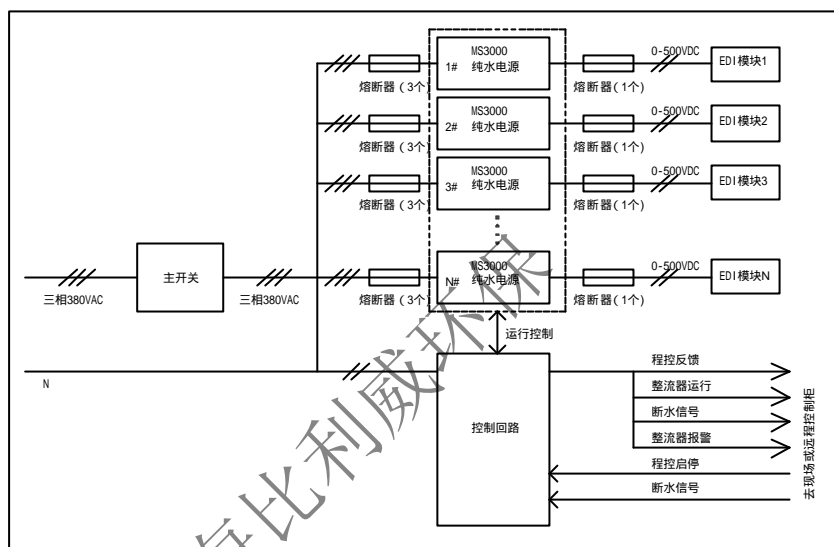 MS3000
1# 纯水电源
熔断器（3个）
熔断器（1个）
0-500VDC
EDI模块1
MS3000
2# 纯水电源
熔断器（3个）
熔断器（1个）
0-500VDC
EDI模块2
MS3000
3# 纯水电源
熔断器（3个）
熔断器（1个）
0-500VDC
EDI模块3
MS3000
N# 纯水电源
熔断器（3个）
熔断器（1个）
0-500VDC
EDI模块N
主开关
三相380VAC
三相380VAC
运行控制
N
控制回路
程控反馈
整流器运行
断水信号
整流器报警
程控启停
断水信号
去现场或远程控制柜
海比利威环保